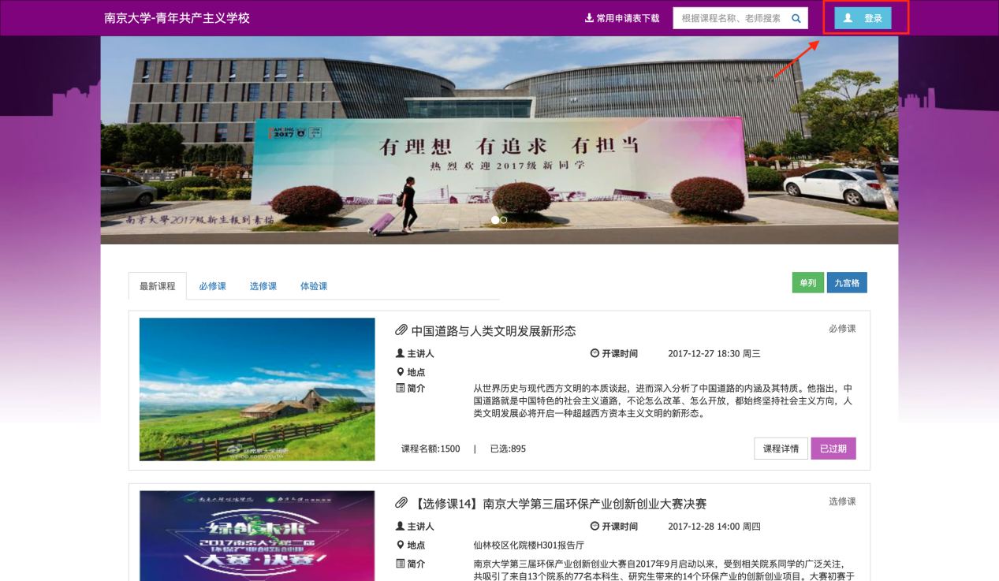 南京大学-青年共产主义学校
常用申请表下载
根据课程名称、老师搜索
登录
NANJING
2017
有理想 有追求 有担当
热烈欢迎2017级新同学
南京大學2017级新生报到素描
最新课程
必修课
选修课
体验课
单列
九宫格
中国道路与人类文明发展新形态
必修课
主讲人
开课时间
2017-12-27 18:30 周三
地点
简介
从世界历史与现代西方文明的本质谈起，进而深入分析了中国道路的内涵及其特质。他指出，中
国道路就是中国特色的社会主义道路，不论怎么改革、怎么开放，都始终坚持社会主义方向，人
类文明发展必将开启一种超越西方资本主义文明的新形态。
@南京大学团委
课程名额:1500 | 已选:895
课程详情
已过期
绿创未来
大赛·决赛
【选修课14】南京大学第三届环保产业创新创业大赛决赛
选修课
主讲人
开课时间
2017-12-28 14:00 周四
地点
仙林校区化院楼H301报告厅
简介
南京大学第三届环保产业创新创业大赛自2017年9月启动以来，受到相关院系同学的广泛关注，
共吸引了来自13个院系的77名本科生、研究生带来的14个环保产业的创新创业项目。大赛初赛于